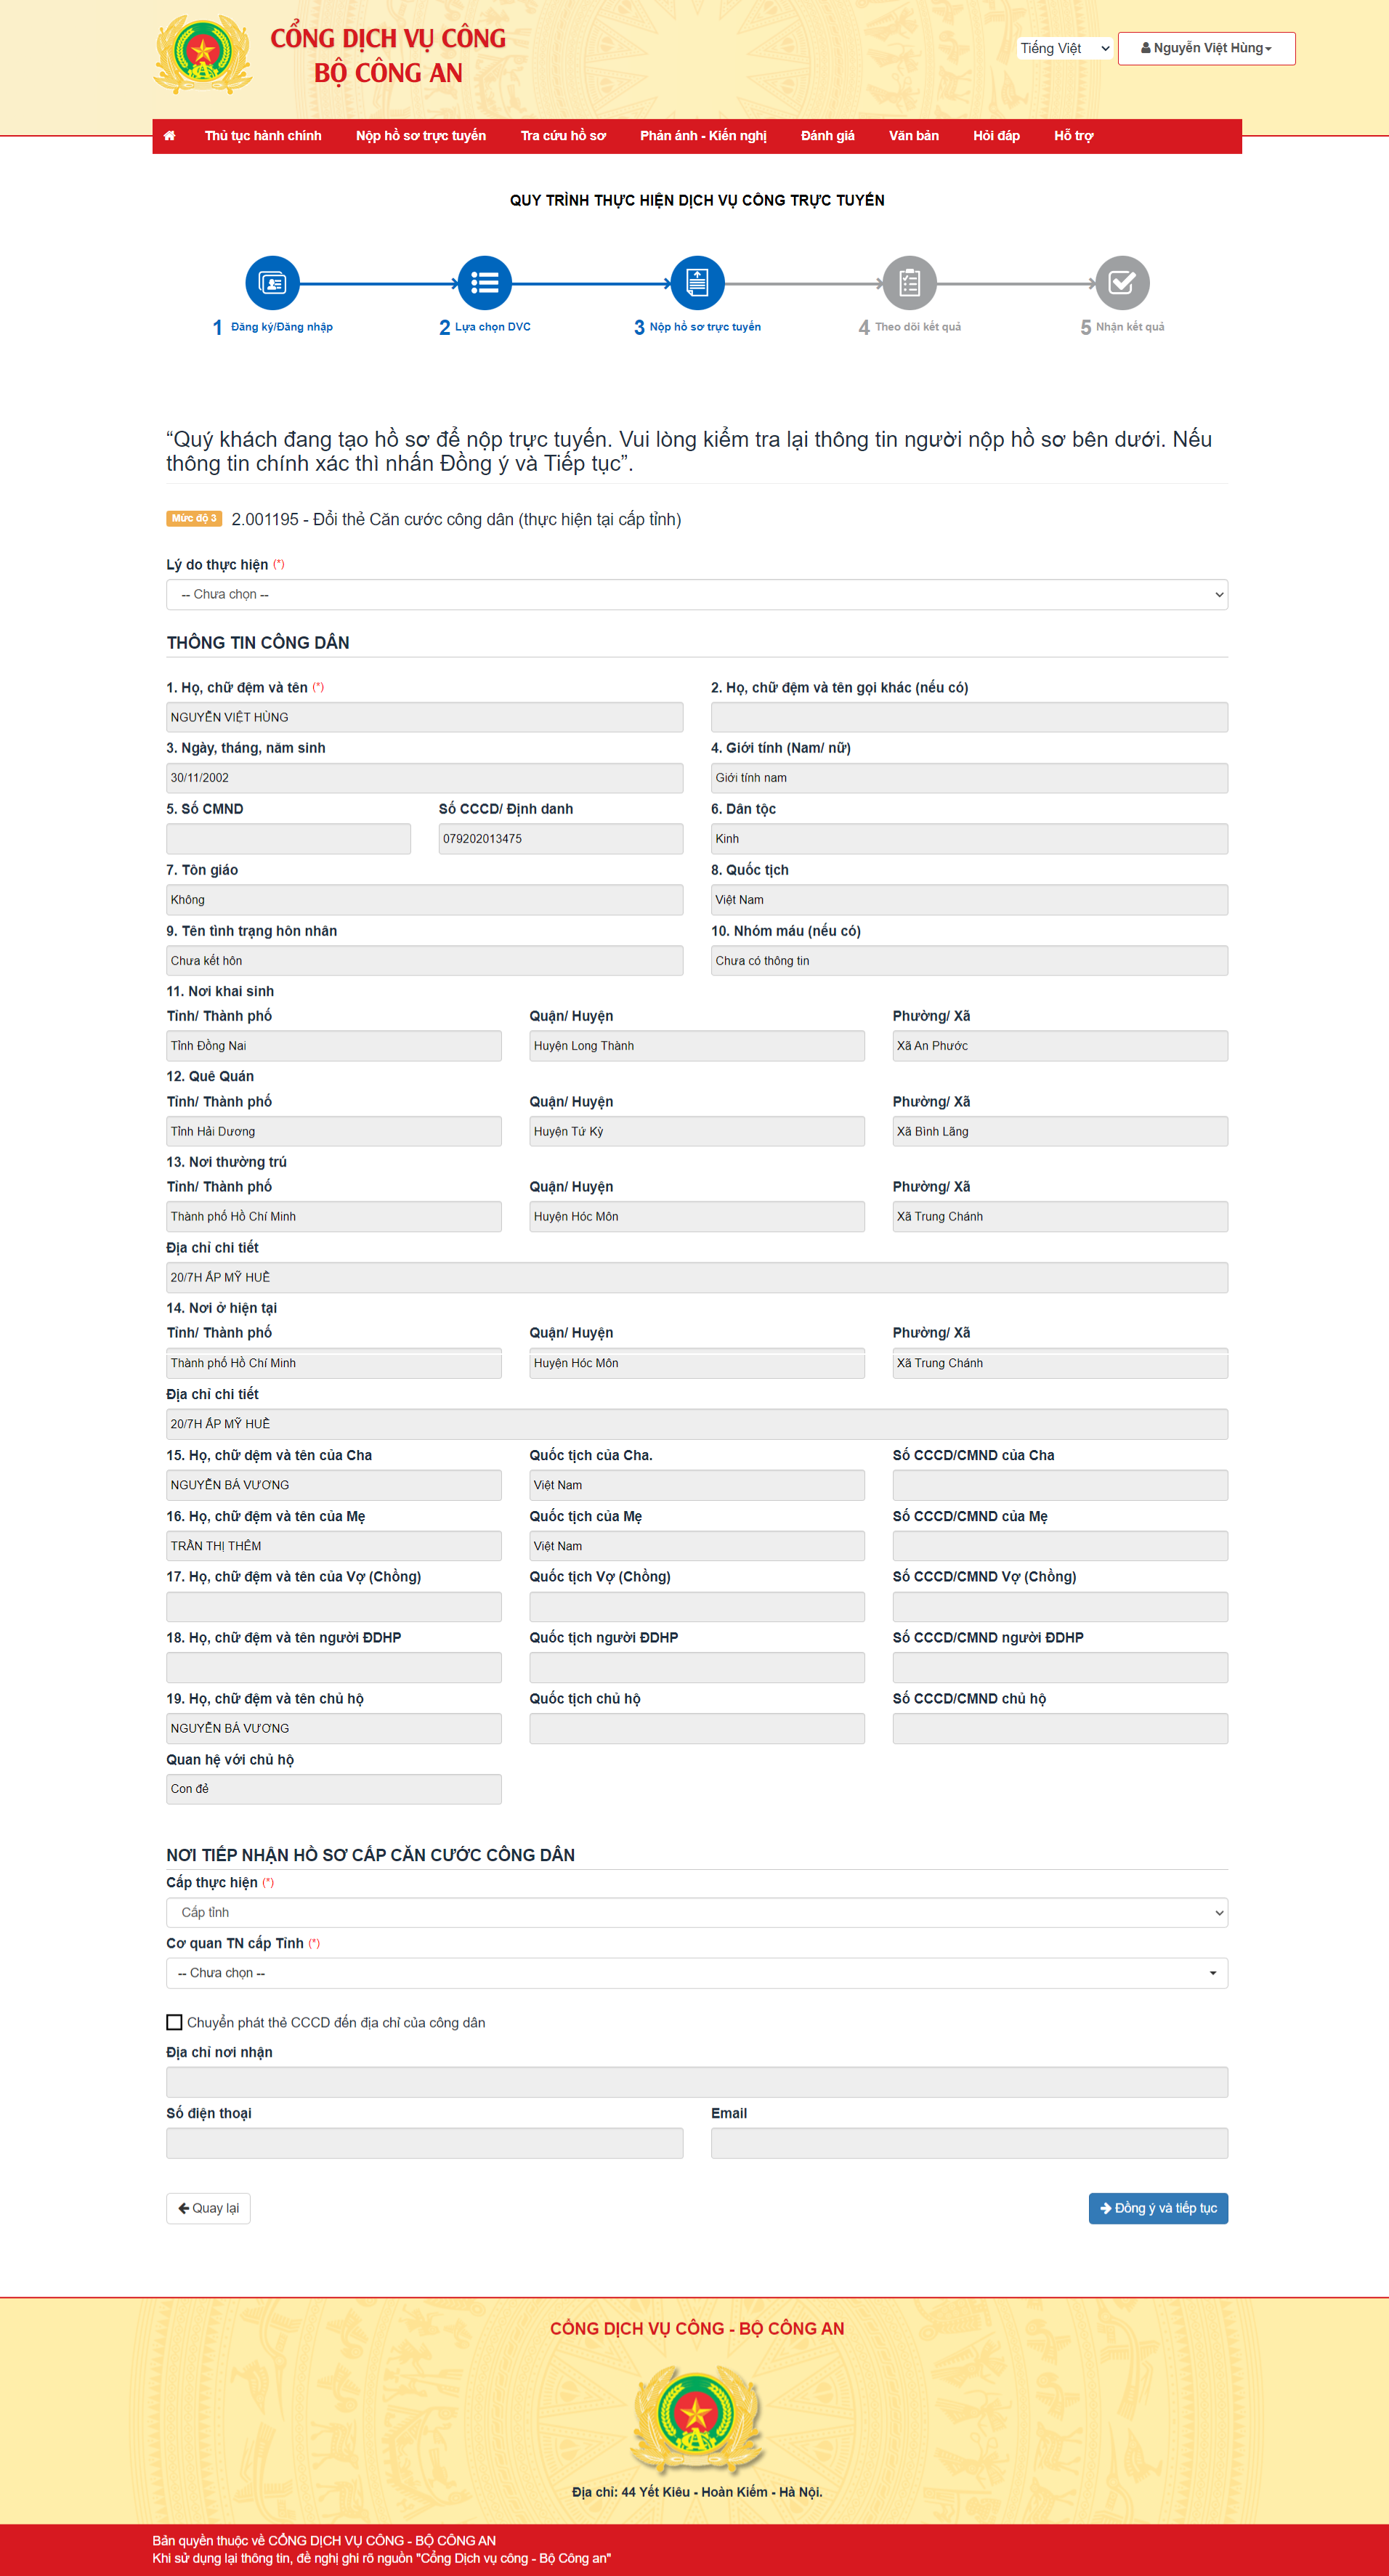 CỔNG DỊCH VỤ CÔNG
BỘ CÔNG AN
Tiếng Việt
Nguyễn Việt Hùng
Thủ tục hành chính
Nộp hồ sơ trực tuyến
Tra cứu hồ sơ
Phản ánh - Kiến nghị
Đánh giá
Văn bản
Hỏi đáp
Hỗ trợ
QUY TRÌNH THỰC HIỆN DỊCH VỤ CÔNG TRỰC TUYẾN
1 Đăng ký/Đăng nhập
2 Lựa chọn DVC
3 Nộp hồ sơ trực tuyến
4 Theo dõi kết quả
5 Nhận kết quả
“Quý khách đang tạo hồ sơ để nộp trực tuyến. Vui lòng kiểm tra lại thông tin người nộp hồ sơ bên dưới. Nếu
thông tin chính xác thì nhấn Đồng ý và Tiếp tục”.
Mức độ 3 2.001195 - Đổi thẻ Căn cước công dân (thực hiện tại cấp tỉnh)
Lý do thực hiện (*)
-- Chưa chọn --
THÔNG TIN CÔNG DÂN
1. Họ, chữ đệm và tên (*)
2. Họ, chữ đệm và tên gọi khác (nếu có)
NGUYỄN VIỆT HÙNG
3. Ngày, tháng, năm sinh
4. Giới tính (Nam/ nữ)
30/11/2002
Giới tính nam
5. Số CMND
Số CCCD/ Định danh
6. Dân tộc
079202013475
Kinh
7. Tôn giáo
8. Quốc tịch
Không
Việt Nam
9. Tên tình trạng hôn nhân
10. Nhóm máu (nếu có)
Chưa kết hôn
Chưa có thông tin
11. Nơi khai sinh
Tỉnh/ Thành phố
Quận/ Huyện
Phường/ Xã
Tỉnh Đồng Nai
Huyện Long Thành
Xã An Phước
12. Quê Quán
Tỉnh/ Thành phố
Quận/ Huyện
Phường/ Xã
Tỉnh Hải Dương
Huyện Tứ Kỳ
Xã Bình Lãng
13. Nơi thường trú
Tỉnh/ Thành phố
Quận/ Huyện
Phường/ Xã
Thành phố Hồ Chí Minh
Huyện Hóc Môn
Xã Trung Chánh
Địa chỉ chi tiết
20/7H ẤP MỸ HUỀ
14. Nơi ở hiện tại
Tỉnh/ Thành phố
Quận/ Huyện
Phường/ Xã
Thành phố Hồ Chí Minh
Huyện Hóc Môn
Xã Trung Chánh
Địa chỉ chi tiết
20/7H ẤP MỸ HUỀ
15. Họ, chữ dệm và tên của Cha
Quốc tịch của Cha.
Số CCCD/CMND của Cha
NGUYỄN BÁ VƯƠNG
Việt Nam
16. Họ, chữ đệm và tên của Mẹ
Quốc tịch của Mẹ
Số CCCD/CMND của Mẹ
TRẦN THỊ THÊM
Việt Nam
17. Họ, chữ đệm và tên của Vợ (Chồng)
Quốc tịch Vợ (Chồng)
Số CCCD/CMND Vợ (Chồng)
18. Họ, chữ đệm và tên người ĐDHP
Quốc tịch người ĐDHP
Số CCCD/CMND người ĐDHP
19. Họ, chữ đệm và tên chủ hộ
Quốc tịch chủ hộ
Số CCCD/CMND chủ hộ
NGUYỄN BÁ VƯƠNG
Quan hệ với chủ hộ
Con đẻ
NƠI TIẾP NHẬN HỒ SƠ CẤP CĂN CƯỚC CÔNG DÂN
Cấp thực hiện (*)
Cấp tỉnh
Cơ quan TN cấp Tỉnh (*)
-- Chưa chọn --
Chuyển phát thẻ CCCD đến địa chỉ của công dân
Địa chỉ nơi nhận
Số điện thoại
Email
Quay lại
Đồng ý và tiếp tục
CỔNG DỊCH VỤ CÔNG - BỘ CÔNG AN
Địa chỉ: 44 Yết Kiêu - Hoàn Kiếm - Hà Nội.
Bản quyền thuộc về CỔNG DỊCH VỤ CÔNG - BỘ CÔNG AN
Khi sử dụng lại thông tin, đề nghị ghi rõ nguồn "Cổng Dịch vụ công - Bộ Công an"